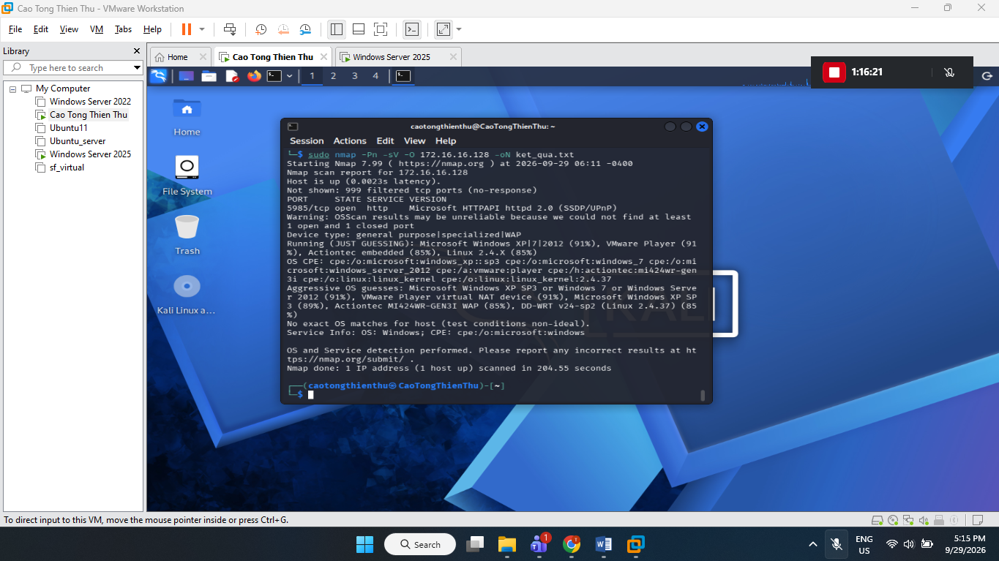 Cao Tong Thien Thu - VMware Workstation
File Edit View VM Tabs Help
Library
Type here to search
My Computer
Windows Server 2022
Cao Tong Thien Thu
Ubuntu11
Ubuntu_server
Windows Server 2025
sf_virtual
Home Cao Tong Thien Thu Windows Server 2025
1 2 3 4
1:16:21
Home
File System
Trash
Kali Linux a...
caotongthienthu@CaoTongThienThu: ~
Session Actions Edit View Help
└─$ sudo nmap -Pn -sV -O 172.16.16.128 -oN ket_qua.txt
Starting Nmap 7.99 ( https://nmap.org ) at 2026-09-29 06:11 -0400
Nmap scan report for 172.16.16.128
Host is up (0.0023s latency).
Not shown: 999 filtered tcp ports (no-response)
PORT     STATE SERVICE VERSION
5985/tcp open  http    Microsoft HTTPAPI httpd 2.0 (SSDP/UPnP)
Warning: OSScan results may be unreliable because we could not find at least
1 open and 1 closed port
Device type: general purpose|specialized|WAP
Running (JUST GUESSING): Microsoft Windows XP|7|2012 (91%), VMware Player (91
%), Actiontec embedded (85%), Linux 2.4.X (85%)
OS CPE: cpe:/o:microsoft:windows_xp::sp3 cpe:/o:microsoft:windows_7 cpe:/o:mi
crosoft:windows_server_2012 cpe:/a:vmware:player cpe:/h:actiontec:mi424wr-gen
3i cpe:/o:linux:linux_kernel cpe:/o:linux:linux_kernel:2.4.37
Aggressive OS guesses: Microsoft Windows XP SP3 or Windows 7 or Windows Serve
r 2012 (91%), VMware Player virtual NAT device (91%), Microsoft Windows XP SP
3 (89%), Actiontec MI424WR-GEN3I WAP (85%), DD-WRT v24-sp2 (Linux 2.4.37) (85
%)
No exact OS matches for host (test conditions non-ideal).
Service Info: OS: Windows; CPE: cpe:/o:microsoft:windows
OS and Service detection performed. Please report any incorrect results at ht
tps://nmap.org/submit/ .
Nmap done: 1 IP address (1 host up) scanned in 204.55 seconds
┌──(caotongthienthu㉿CaoTongThienThu)-[~]
└─$
To direct input to this VM, move the mouse pointer inside or press Ctrl+G.
Search
1
ENG
US
5:15 PM
9/29/2026